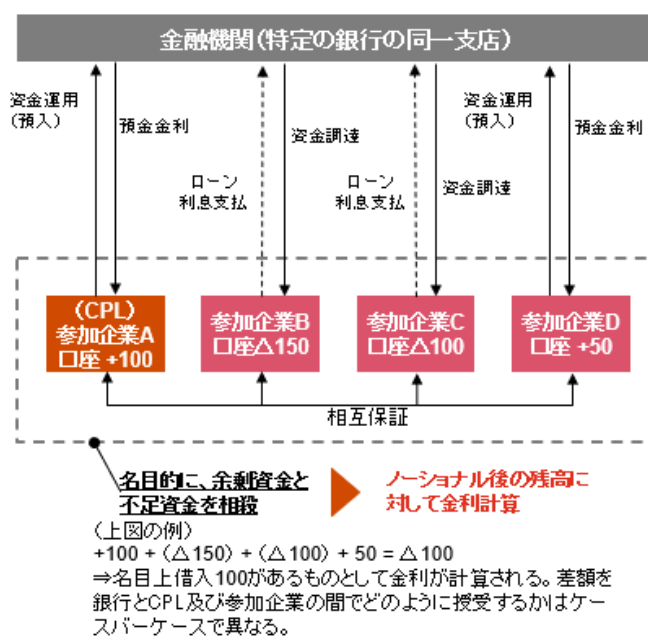 金融機関（特定の銀行の同一支店）
資金運用
（預入）
預金金利
ローン
利息支払
資金調達
ローン
利息支払
資金調達
資金運用
（預入）
預金金利
（CPL）
参加企業A
口座 +100
参加企業B
口座△150
参加企業C
口座△100
参加企業D
口座 +50
相互保証
名目的に、余剰資金と
不足資金を相殺
ノーショナル後の残高に
対して金利計算
（上図の例）
+100 + （△150） + （△100） + 50 = △100
⇒名目上借入100があるものとして金利が計算される。差額を
銀行とCPL及び参加企業の間でどのように授受するかはケー
スバーケースで異なる。